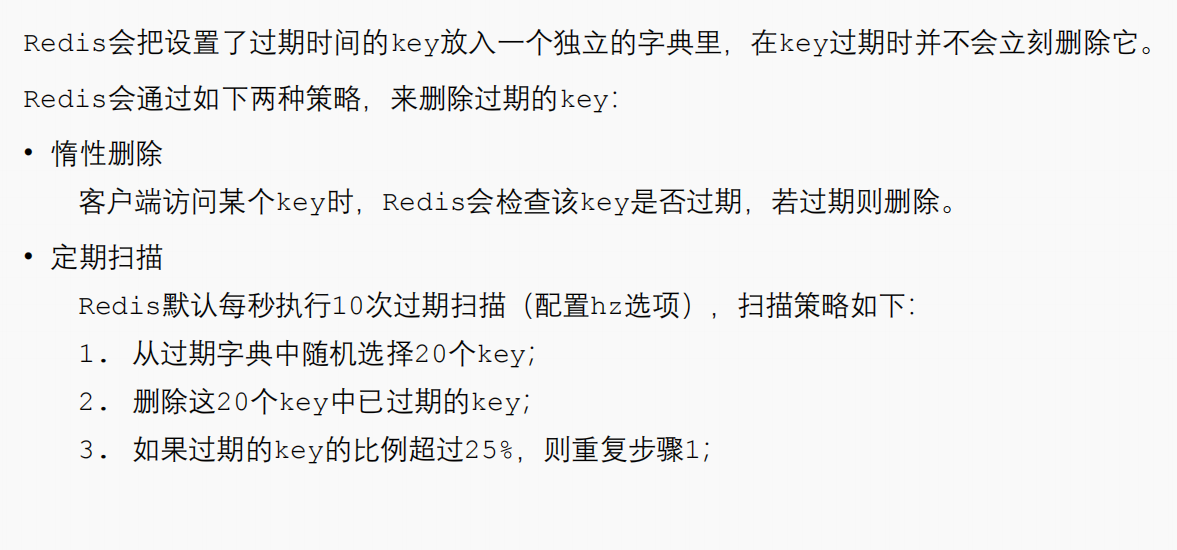 Redis会把设置了过期时间的key放入一个独立的字典里，在key过期时并不会立刻删除它。
Redis会通过如下两种策略，来删除过期的key：
• 惰性删除
客户端访问某个key时，Redis会检查该key是否过期，若过期则删除。
• 定期扫描
Redis默认每秒执行10次过期扫描（配置hz选项），扫描策略如下：
1. 从过期字典中随机选择20个key；
2. 删除这20个key中已过期的key；
3. 如果过期的key的比例超过25%，则重复步骤1；